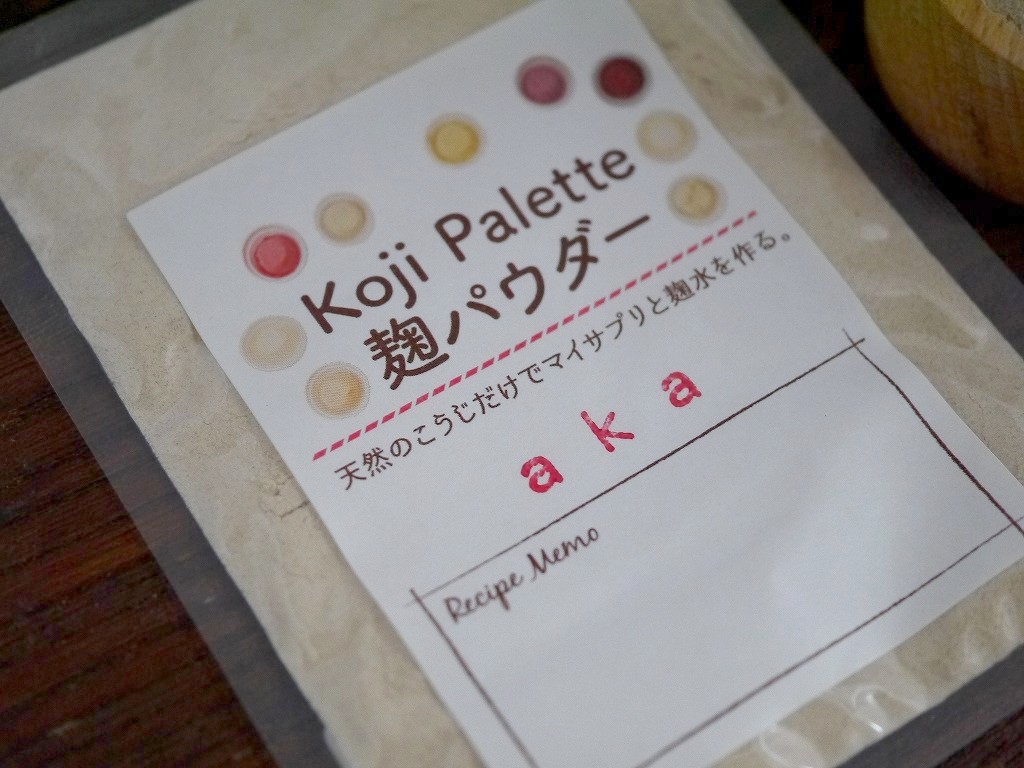 Koji Palette
麹パウダー
天然のこうじだけでマイサプリと麹水を作る。
aka
Recipe Memo